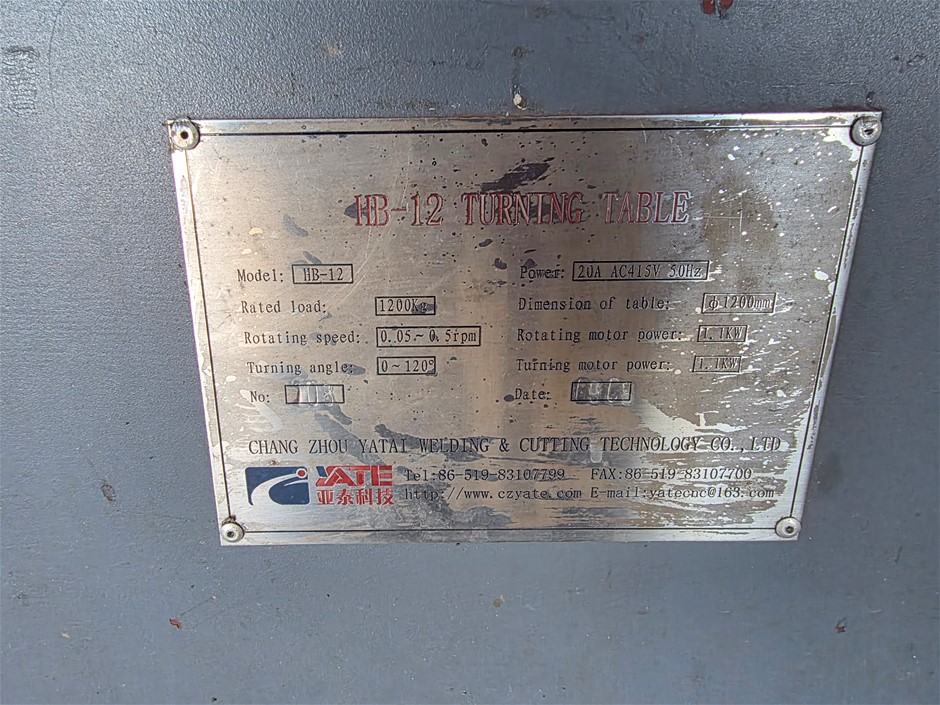 HB-12 TURNING TABLE
Model: HB-12 Power: 20A AC415V 50Hz
Rated load: 1200Kg Dimension of table: ф1200mm
Rotating speed: 0.05~0.5rpm Rotating motor power: 1.1KW
Turning angle: 0~120° Turning motor power: 1.1KW
No: Date:
CHANG ZHOU YATAI WELDING & CUTTING TECHNOLOGY CO.,LTD
YATE Tel:86-519-83107799 FAX:86-519-83107700
亚泰科技 http://www.czyate.com E-mail:yatecnc@163.com